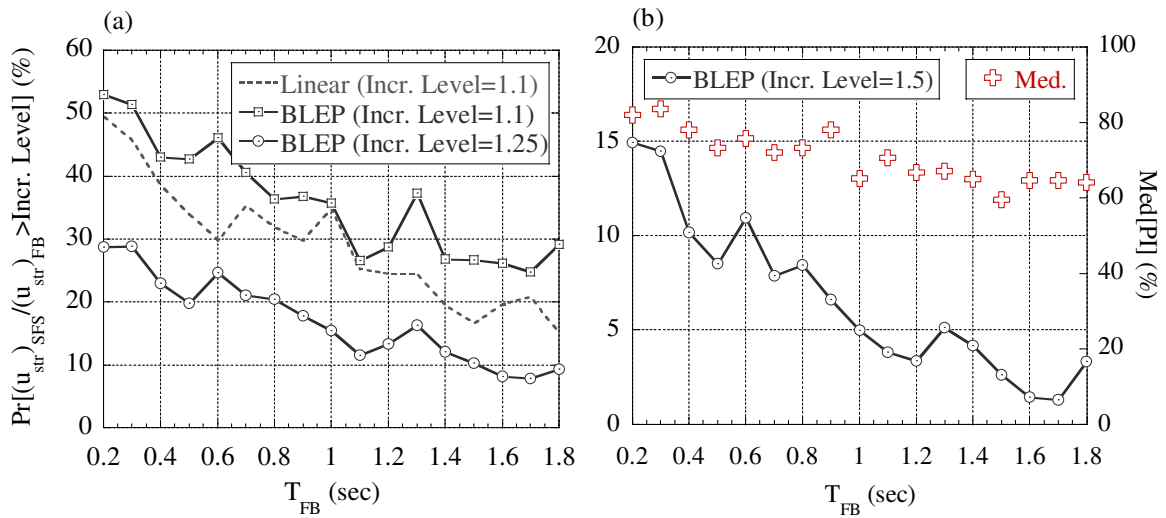 (a)
Pr[(u_str)_SFS/(u_str)_FB>Incr. Level] (%)
60
50
40
30
20
10
0
Linear (Incr. Level=1.1)
BLEP (Incr. Level=1.1)
BLEP (Incr. Level=1.25)
0.2 0.4 0.6 0.8 1 1.2 1.4 1.6 1.8
T_FB (sec)
(b)
20
15
10
5
0
BLEP (Incr. Level=1.5)
Med.
100
80
60
40
20
0
Med[PI] (%)
0.2 0.4 0.6 0.8 1 1.2 1.4 1.6 1.8
T_FB (sec)